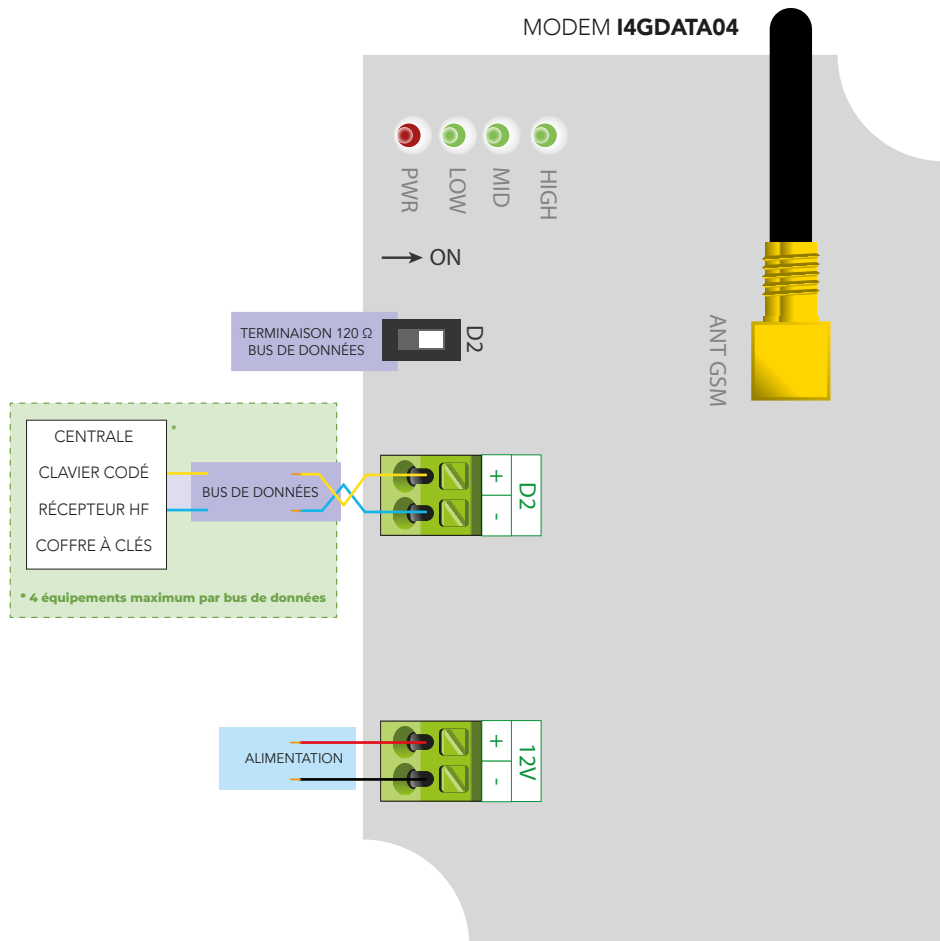 MODEM I4GDATA04
PWR
LOW
MID
HIGH
ON
TERMINAISON 120 Ω
BUS DE DONNÉES
D2
ANT GSM
CENTRALE
*
CLAVIER CODÉ
RÉCEPTEUR HF
COFFRE À CLÉS
BUS DE DONNÉES
+
-
D2
* 4 équipements maximum par bus de données
ALIMENTATION
+
-
12V